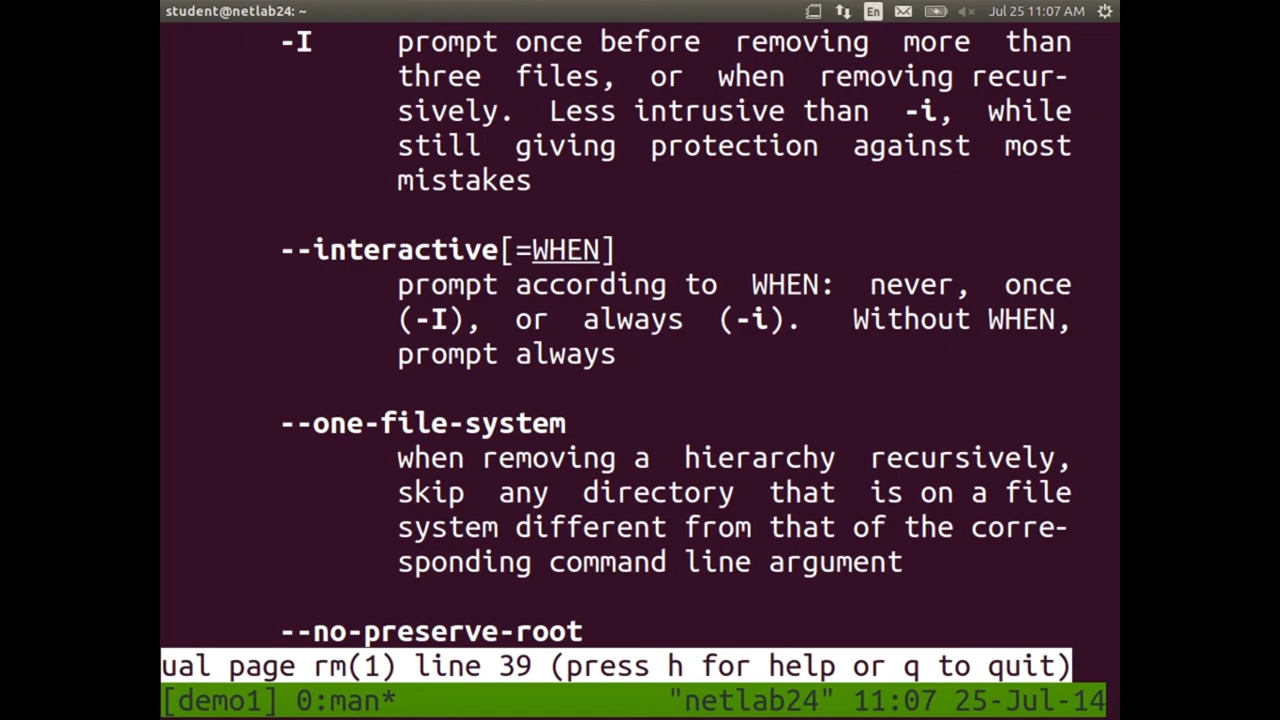 student@netlab24: ~
En
Jul 25 11:07 AM
-I prompt once before removing more than
three files, or when removing recur-
sively. Less intrusive than -i, while
still giving protection against most
mistakes
--interactive[=WHEN]
prompt according to WHEN: never, once
(-I), or always (-i). Without WHEN,
prompt always
--one-file-system
when removing a hierarchy recursively,
skip any directory that is on a file
system different from that of the corre-
sponding command line argument
--no-preserve-root
ual page rm(1) line 39 (press h for help or q to quit)
[demo1] 0:man* "netlab24" 11:07 25-Jul-14